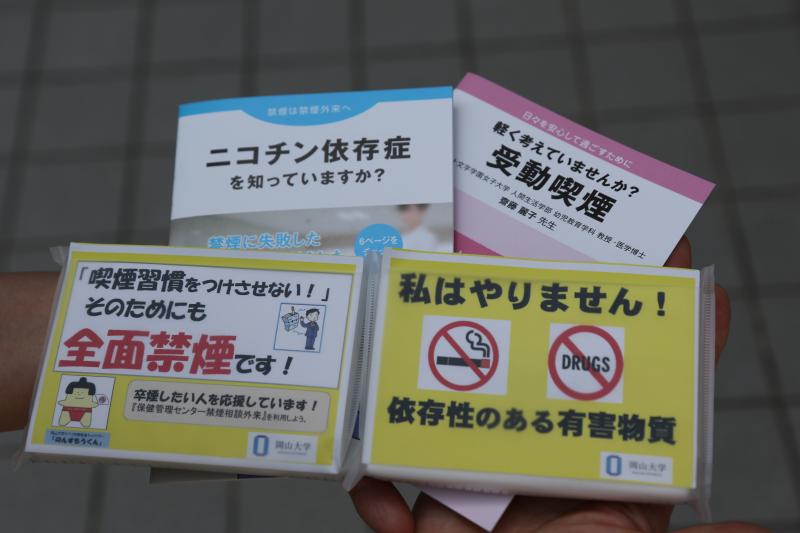 禁煙は禁煙外来へ
ニコチン依存症
を知っていますか?
禁煙に失敗した
6ページを
日々を安心して過ごすために
軽く考えていませんか?
受動喫煙
文学学園女子大学 人間生活学部 幼児教育学科 教授・医学博士
齋藤 麗子 先生
「喫煙習慣をつけさせない!」
そのためにも
全面禁煙です!
卒煙したい人を応援しています!
『保健管理センター禁煙相談外来』を利用しよう。
「のんすもうくん」
岡山大学
私はやりません!
DRUGS
依存性のある有害物質
岡山大学